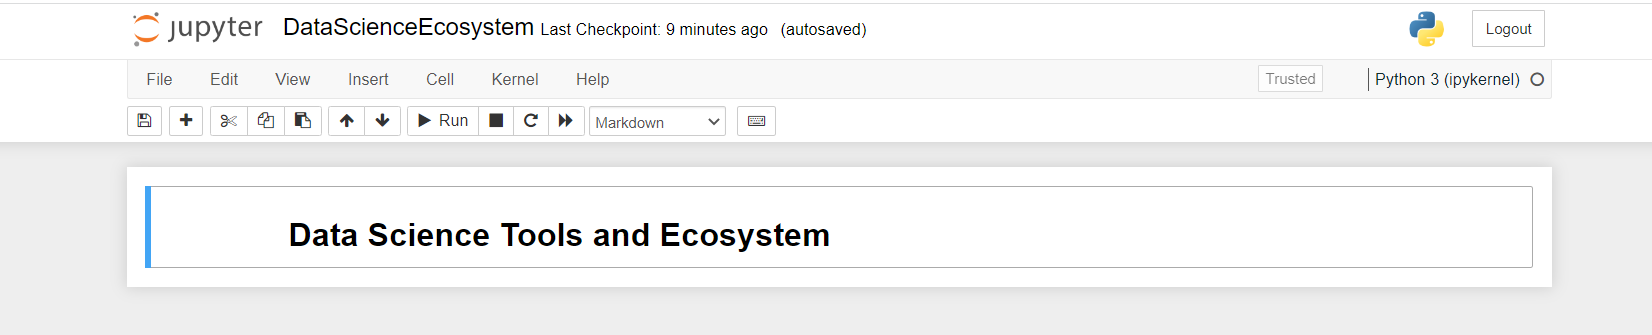 jupyter DataScienceEcosystem Last Checkpoint: 9 minutes ago (autosaved) Logout
File Edit View Insert Cell Kernel Help Trusted Python 3 (ipykernel)
Run Markdown
Data Science Tools and Ecosystem